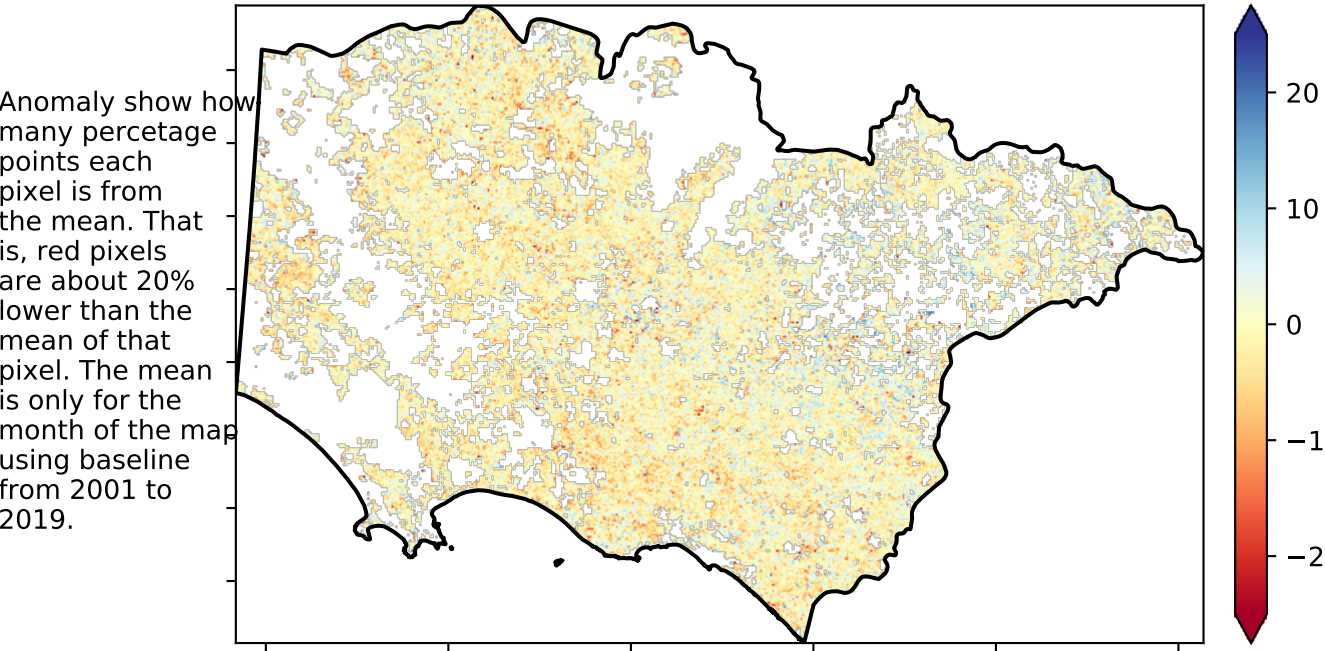 Anomaly show how
many percetage
points each
pixel is from
the mean. That
is, red pixels
are about 20%
lower than the
mean of that
pixel. The mean
is only for the
month of the map
using baseline
from 2001 to
2019.
20
10
0
−1
−2